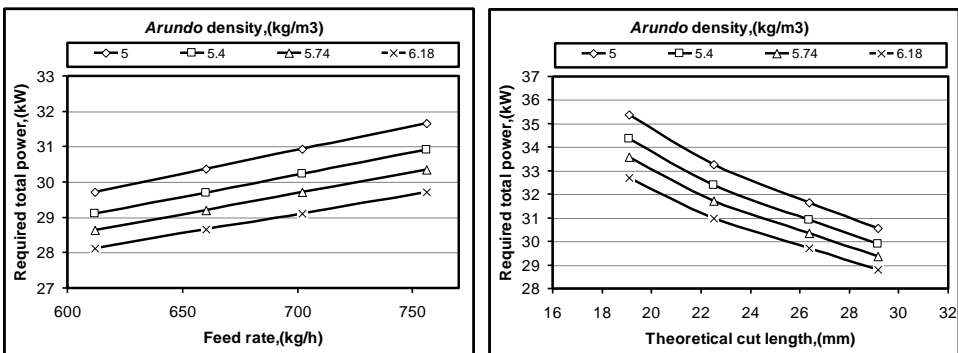 Arundo density,(kg/m3)
5 5.4 5.74 6.18
Required total power,(kW)
33
32
31
30
29
28
27
600 650 700 750
Feed rate,(kg/h)
Arundo density,(kg/m3)
5 5.4 5.74 6.18
Required total power,(kW)
37
36
35
34
33
32
31
30
29
28
16 18 20 22 24 26 28 30 32
Theoretical cut length,(mm)